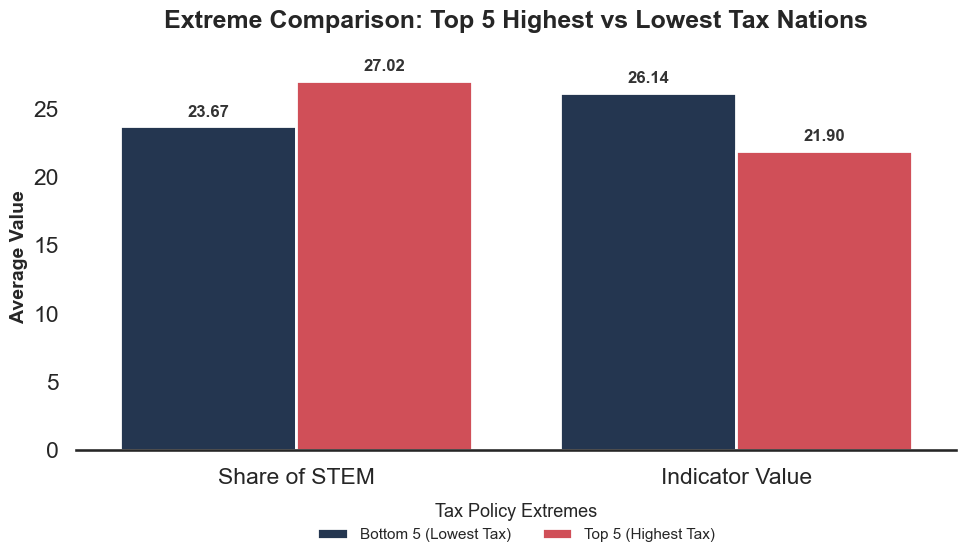 Extreme Comparison: Top 5 Highest vs Lowest Tax Nations
Average Value
25
20
15
10
5
0
23.67
27.02
26.14
21.90
Share of STEM
Indicator Value
Tax Policy Extremes
Bottom 5 (Lowest Tax)
Top 5 (Highest Tax)